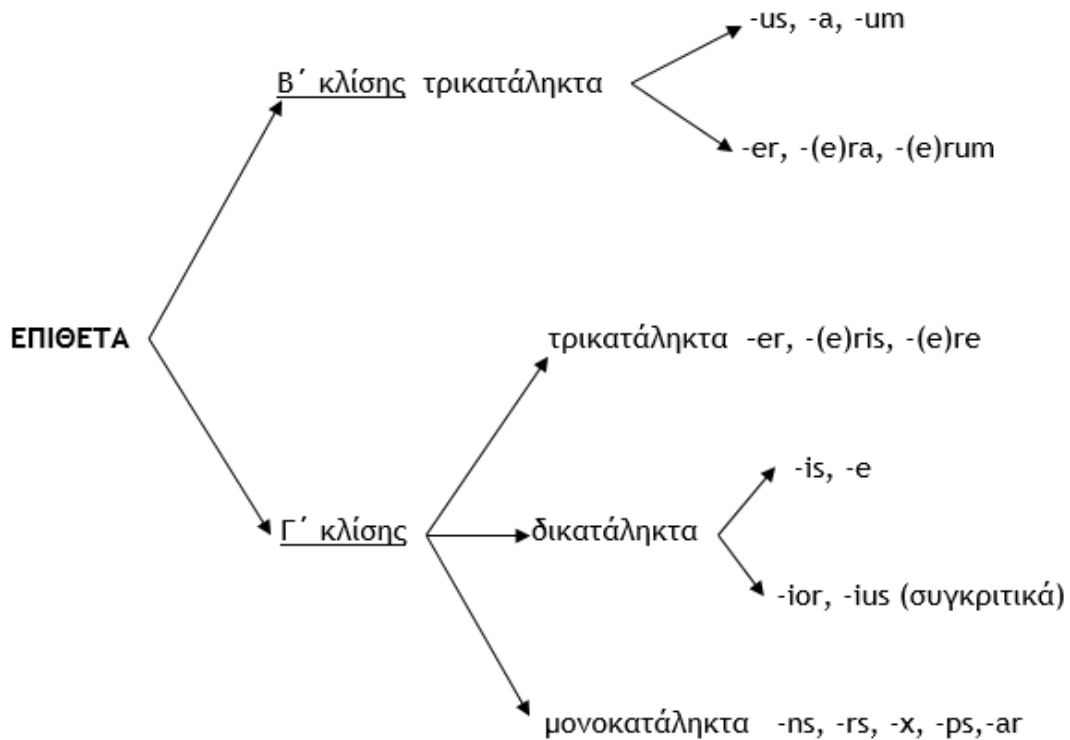 -us, -a, -um
Β΄ κλίσης τρικατάληκτα
-er, -(e)ra, -(e)rum
ΕΠΙΘΕΤΑ
τρικατάληκτα -er, -(e)ris, -(e)re
-is, -e
Γ΄ κλίσης
δικατάληκτα
-ior, -ius (συγκριτικά)
μονοκατάληκτα -ns, -rs, -x, -ps,-ar